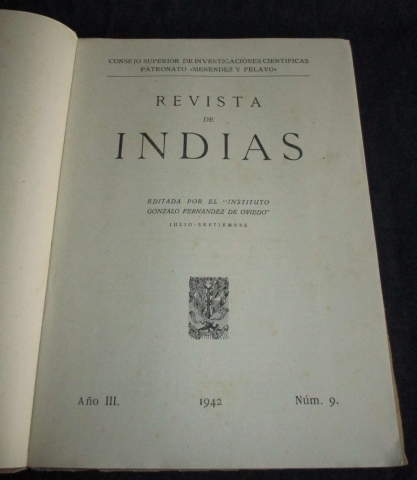 CONSEJO SUPERIOR DE INVESTIGACIONES CIENTIFICAS
PATRONATO «MENENDEZ Y PELAYO»
REVISTA
DE
INDIAS
EDITADA POR EL "INSTITUTO
GONZALO FERNANDEZ DE OVIEDO"
JULIO-SEPTIEMBRE
Año III. 1942 Núm. 9.